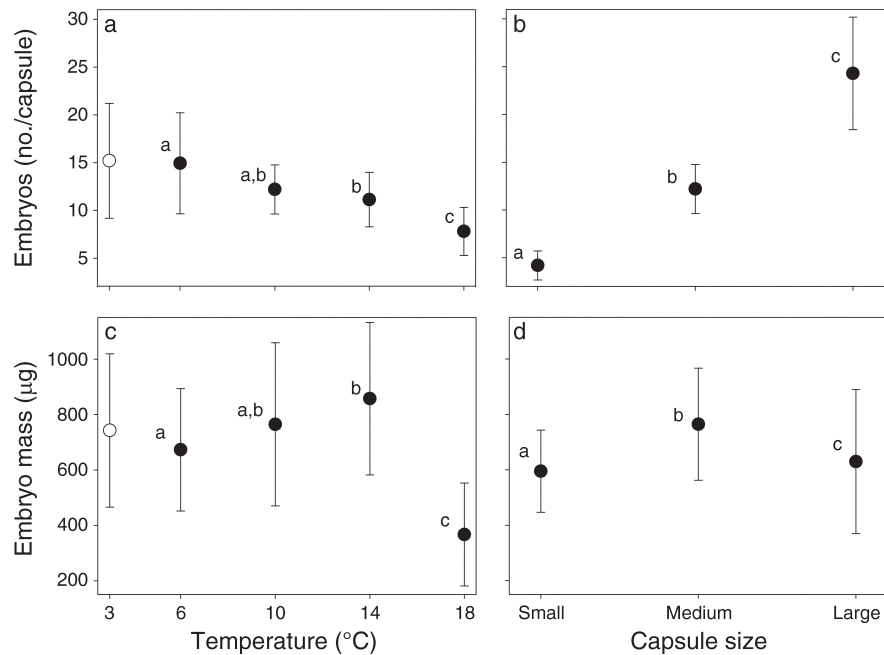 a
Embryos (no./capsule)
30
25
20
15
10
5
a
a,b
b
c
b
a
b
c
c
Embryo mass (µg)
1000
800
600
400
200
a
a,b
b
c
3
6
10
14
18
Temperature (°C)
d
a
b
c
Small
Medium
Large
Capsule size